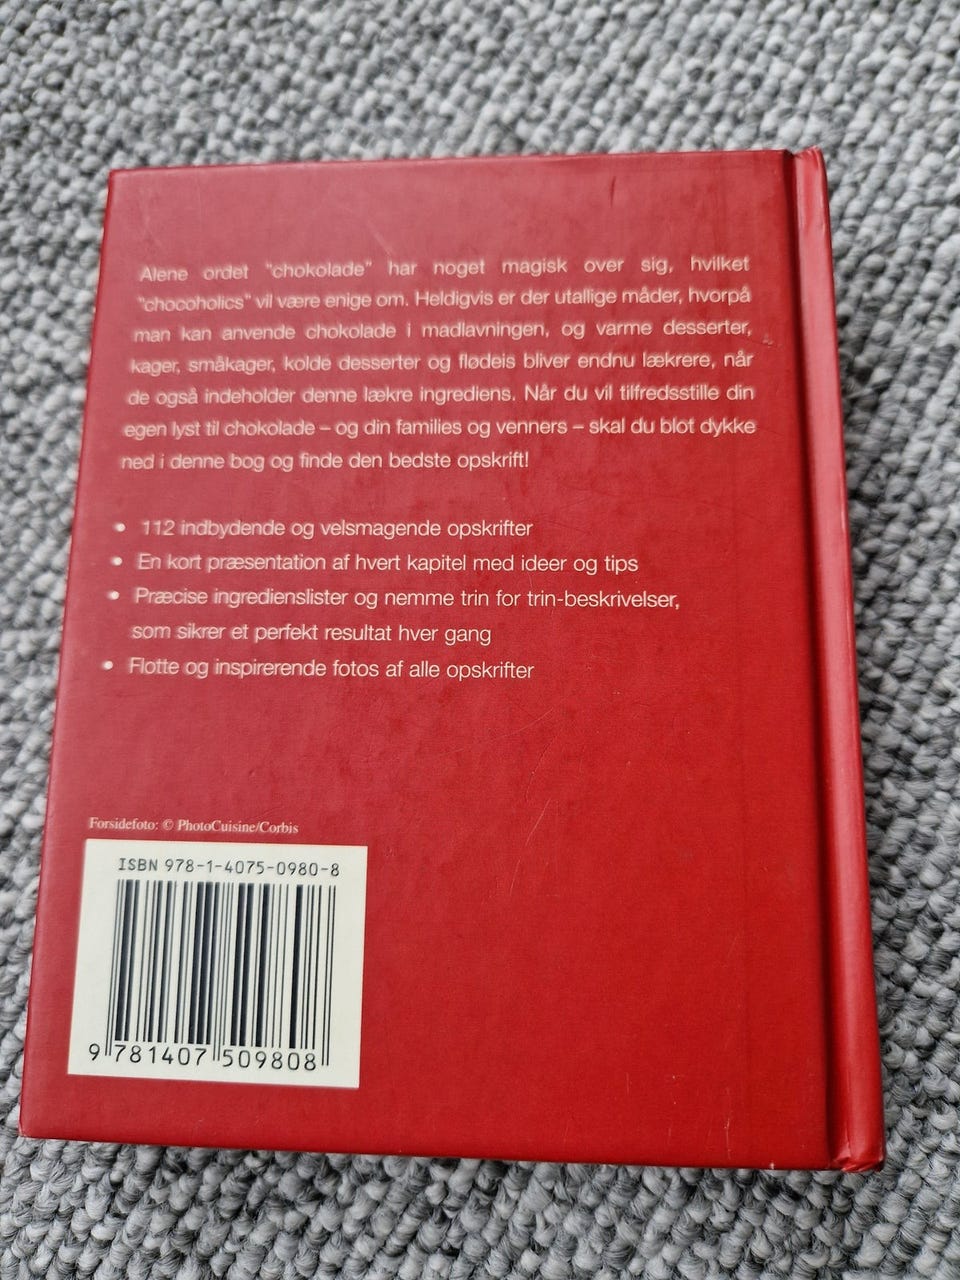 Alene ordet "chokolade" har noget magisk over sig, hvilket
"chocoholics" vil være enige om. Heldigvis er der utallige måder, hvorpå
man kan anvende chokolade i madlavningen, og varme desserter,
kager, småkager, kolde desserter og flødeis bliver endnu lækrere, når
de også indeholder denne lækre ingrediens. Når du vil tilfredsstille din
egen lyst til chokolade – og din families og venners – skal du blot dykke
ned i denne bog og finde den bedste opskrift!
• 112 indbydende og velsmagende opskrifter
• En kort præsentation af hvert kapitel med ideer og tips
• Præcise ingredienslister og nemme trin for trin-beskrivelser,
som sikrer et perfekt resultat hver gang
• Flotte og inspirerende fotos af alle opskrifter
Forsidefoto: © PhotoCuisine/Corbis
ISBN 978-1-4075-0980-8
9 781407 509808